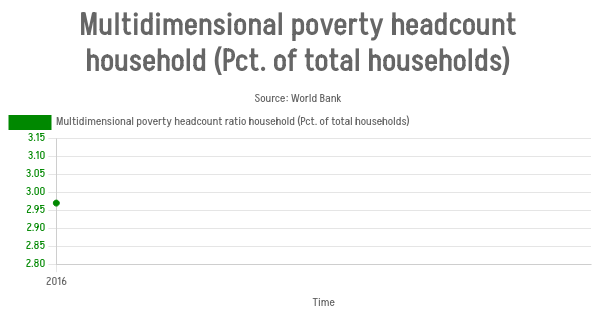 Multidimensional poverty headcount
household (Pct. of total households)
Source: World Bank
Multidimensional poverty headcount ratio household (Pct. of total households)
3.15
3.10
3.05
3.00
2.95
2.90
2.85
2.80
2016
Time